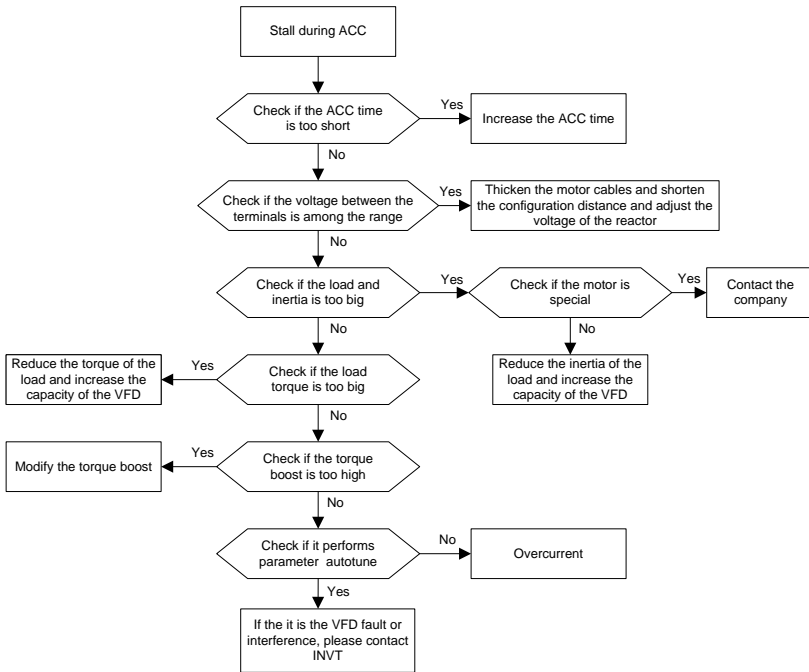 Stall during ACC
Check if the ACC time
is too short
Yes
Increase the ACC time
No
Check if the voltage between the
terminals is among the range
Yes
Thicken the motor cables and shorten
the configuration distance and adjust the
voltage of the reactor
No
Check if the load and
inertia is too big
Yes
Check if the motor is
special
Yes
Contact the
company
No
No
Reduce the torque of the
load and increase the
capacity of the VFD
Yes
Check if the load
torque is too big
Reduce the inertia of the
load and increase the
capacity of the VFD
No
Modify the torque boost
Yes
Check if the torque
boost is too high
No
Check if it performs
parameter autotune
No
Overcurrent
Yes
If the it is the VFD fault or
interference, please contact
INVT